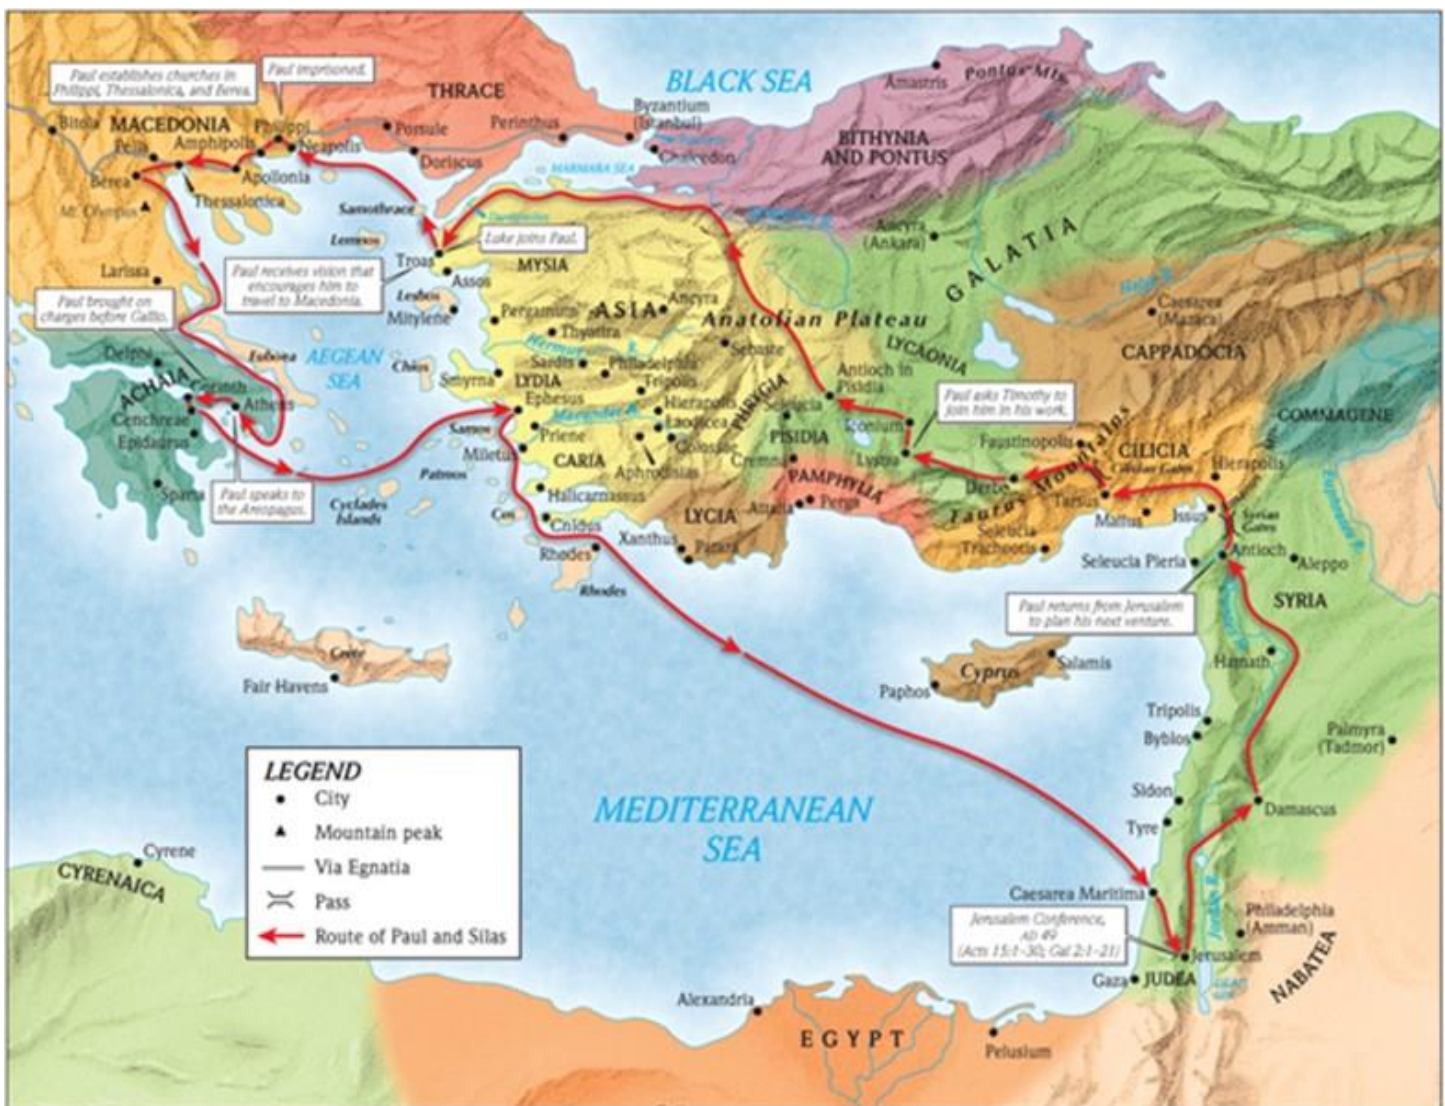 BLACK SEA
Amastris
Pontus Mts.
Paul establishes churches in
Philippi, Thessalonica, and Berea.
Paul imprisoned.
THRACE
Byzantium
(Istanbul)
Perinthus
Bitola
MACEDONIA
Philippi
Porsule
Pella
Amphipolis
Neapolis
Doriscus
Chalcedon
BITHYNIA
AND PONTUS
MARMARA SEA
Berea
Apollonia
Thessalonica
Mt. Olympus
Samothrace
Lemnos
Luke joins Paul.
Ancyra
(Ankara)
GALATIA
Troas
MYSIA
Larissa
Paul receives vision that
encourages him to
travel to Macedonia.
Assos
Lesbos
Mitylene
Paul brought on
charges before Gallio.
Pergamum
ASIA
Ancyra
Anatolian Plateau
Thyatira
Caesarea
(Mazaca)
CAPPADOCIA
Hermus R.
Sebaste
LYCAONIA
Delphi
Euboea
AEGEAN
SEA
Chios
Sardis
Philadelphia
Smyrna
LYDIA
Tripolis
Antioch in
Pisidia
PHRYGIA
ACHAIA
Corinth
Athens
Ephesus
Maeander R.
Hierapolis
Seleucia
Paul asks Timothy to
join him in his work.
COMMAGENE
Cenchreae
Epidaurus
Samos
Priene
Laodicea
Colossae
PISIDIA
Iconium
Faustinopolis
CILICIA
Cilician Gates
Miletus
CARIA
Aphrodisias
Cremna
Lystra
Derbe
Taurus Mountains
Hierapolis
Patmos
PAMPHYLIA
Tarsus
Sparta
Paul speaks to
the Areopagus.
Cyclades
Islands
Halicarnassus
Attalia
Perga
Mallus
Issus
Syrian
Gates
Euphrates R.
Cos
Cnidus
LYCIA
Xanthus
Patara
Seleucia
Tracheotis
Rhodes
Rhodes
Seleucia Pieria
Antioch
Aleppo
Paul returns from Jerusalem
to plan his next venture.
SYRIA
Crete
Fair Havens
Cyprus
Salamis
Paphos
Hamath
Tripolis
Byblos
Palmyra
(Tadmor)
LEGEND
City
Mountain peak
Via Egnatia
Pass
Route of Paul and Silas
MEDITERRANEAN
SEA
Sidon
Damascus
Tyre
Cyrene
CYRENAICA
Caesarea Maritima
Jordan R.
Philadelphia
(Amman)
Jerusalem Conference,
AD 49
(Acts 15:1-30; Gal 2:1-21)
Jerusalem
NABATEA
Gaza
JUDEA
Alexandria
EGYPT
Pelusium